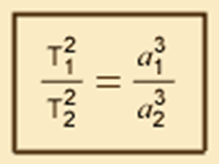 T₁²/T₂² = a₁³/a₂³